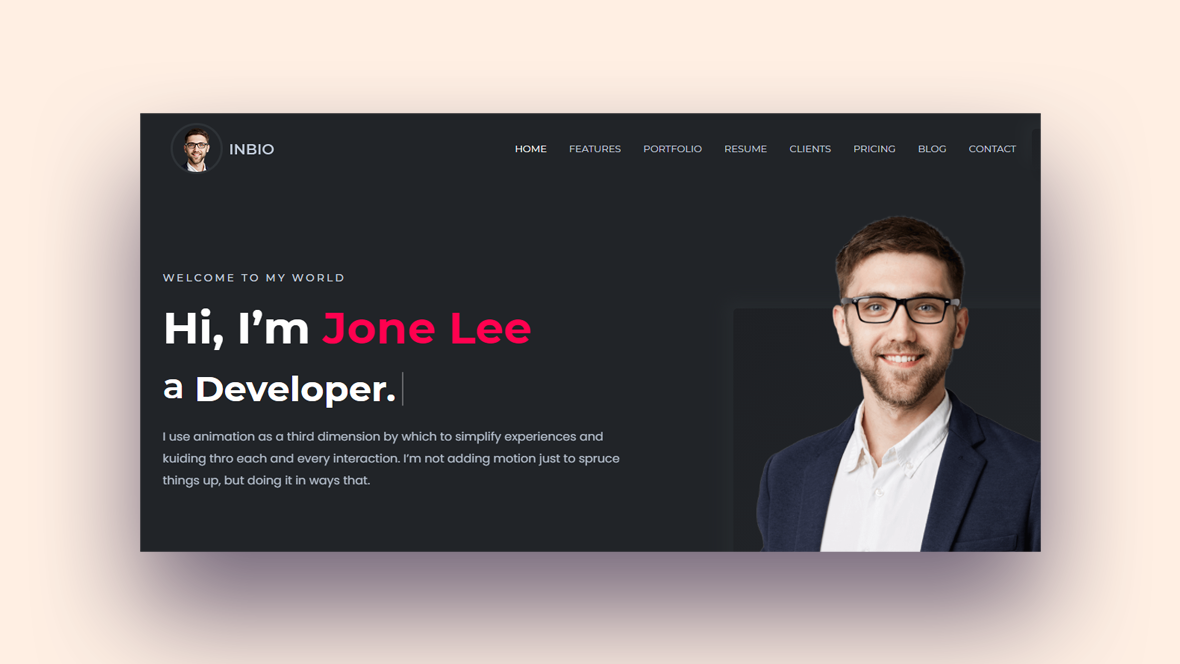 INBIO
HOME FEATURES PORTFOLIO RESUME CLIENTS PRICING BLOG CONTACT
WELCOME TO MY WORLD
Hi, I’m Jone Lee
a Developer.
I use animation as a third dimension by which to simplify experiences and
kuiding thro each and every interaction. I’m not adding motion just to spruce
things up, but doing it in ways that.